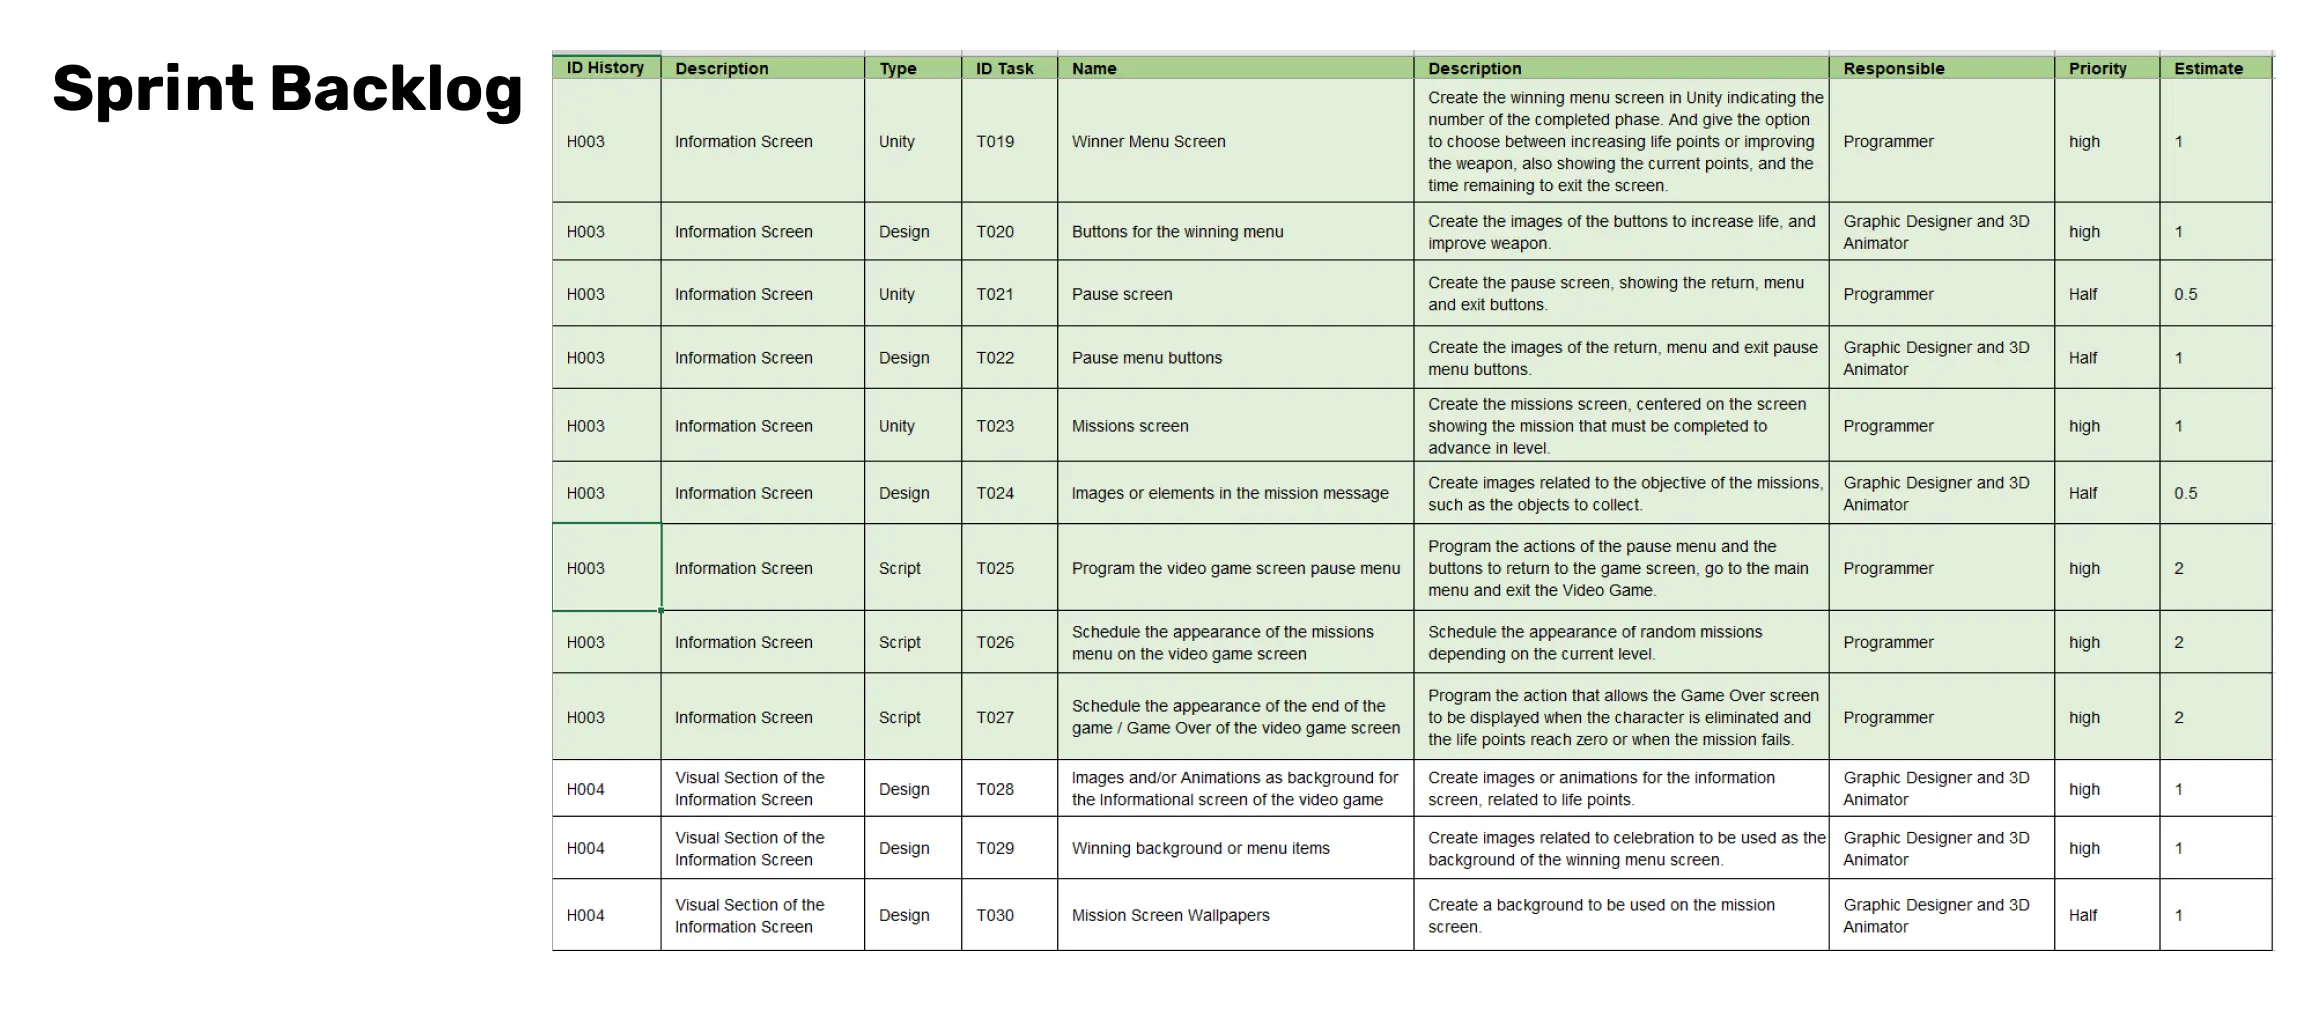 Sprint Backlog
ID History Description Type ID Task Name Description Responsible Priority Estimate
Create the winning menu screen in Unity indicating the
number of the completed phase. And give the option
H003 Information Screen Unity T019 Winner Menu Screen to choose between increasing life points or improving Programmer high 1
the weapon, also showing the current points, and the
time remaining to exit the screen.
H003 Information Screen Design T020 Buttons for the winning menu Create the images of the buttons to increase life, and Graphic Designer and 3D high 1
improve weapon. Animator
H003 Information Screen Unity T021 Pause screen Create the pause screen, showing the return, menu Programmer Half 0.5
and exit buttons.
H003 Information Screen Design T022 Pause menu buttons Create the images of the return, menu and exit pause Graphic Designer and 3D Half 1
menu buttons. Animator
Create the missions screen, centered on the screen
H003 Information Screen Unity T023 Missions screen showing the mission that must be completed to Programmer high 1
advance in level.
H003 Information Screen Design T024 Images or elements in the mission message Create images related to the objective of the missions, Graphic Designer and 3D Half 0.5
such as the objects to collect. Animator
Program the actions of the pause menu and the
H003 Information Screen Script T025 Program the video game screen pause menu buttons to return to the game screen, go to the main Programmer high 2
menu and exit the Video Game.
H003 Information Screen Script T026 Schedule the appearance of the missions Schedule the appearance of random missions Programmer high 2
menu on the video game screen depending on the current level.
Program the action that allows the Game Over screen
H003 Information Screen Script T027 Schedule the appearance of the end of the to be displayed when the character is eliminated and Programmer high 2
game / Game Over of the video game screen the life points reach zero or when the mission fails.
H004 Visual Section of the Design T028 Images and/or Animations as background for Create images or animations for the information Graphic Designer and 3D high 1
Information Screen the Informational screen of the video game screen, related to life points. Animator
H004 Visual Section of the Design T029 Winning background or menu items Create images related to celebration to be used as the Graphic Designer and 3D high 1
Information Screen background of the winning menu screen. Animator
H004 Visual Section of the Design T030 Mission Screen Wallpapers Create a background to be used on the mission Graphic Designer and 3D Half 1
Information Screen screen. Animator